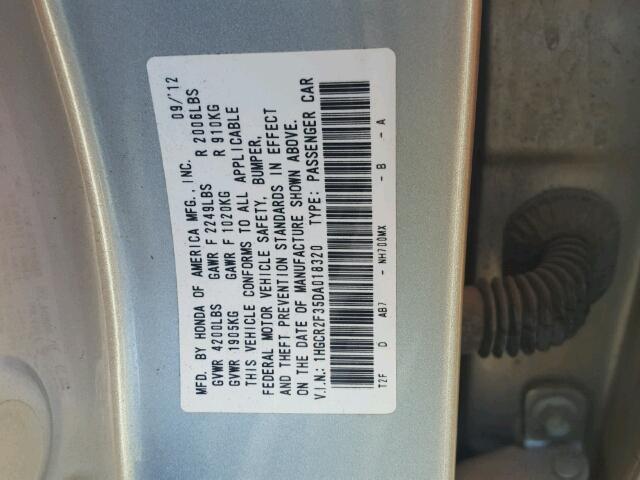 MFD. BY HONDA OF AMERICA MFG., INC. 09/'12
GVWR 4200LBS GAWR F 2249LBS R 2006LBS
GVWR 1905KG GAWR F 1020KG R 910KG
THIS VEHICLE CONFORMS TO ALL APPLICABLE
FEDERAL MOTOR VEHICLE SAFETY, BUMPER,
AND THEFT PREVENTION STANDARDS IN EFFECT
ON THE DATE OF MANUFACTURE SHOWN ABOVE.
V.I.N.: 1HGCR2F35DA018320 TYPE: PASSENGER CAR
T2F D AB7 - NH700MX - B - A